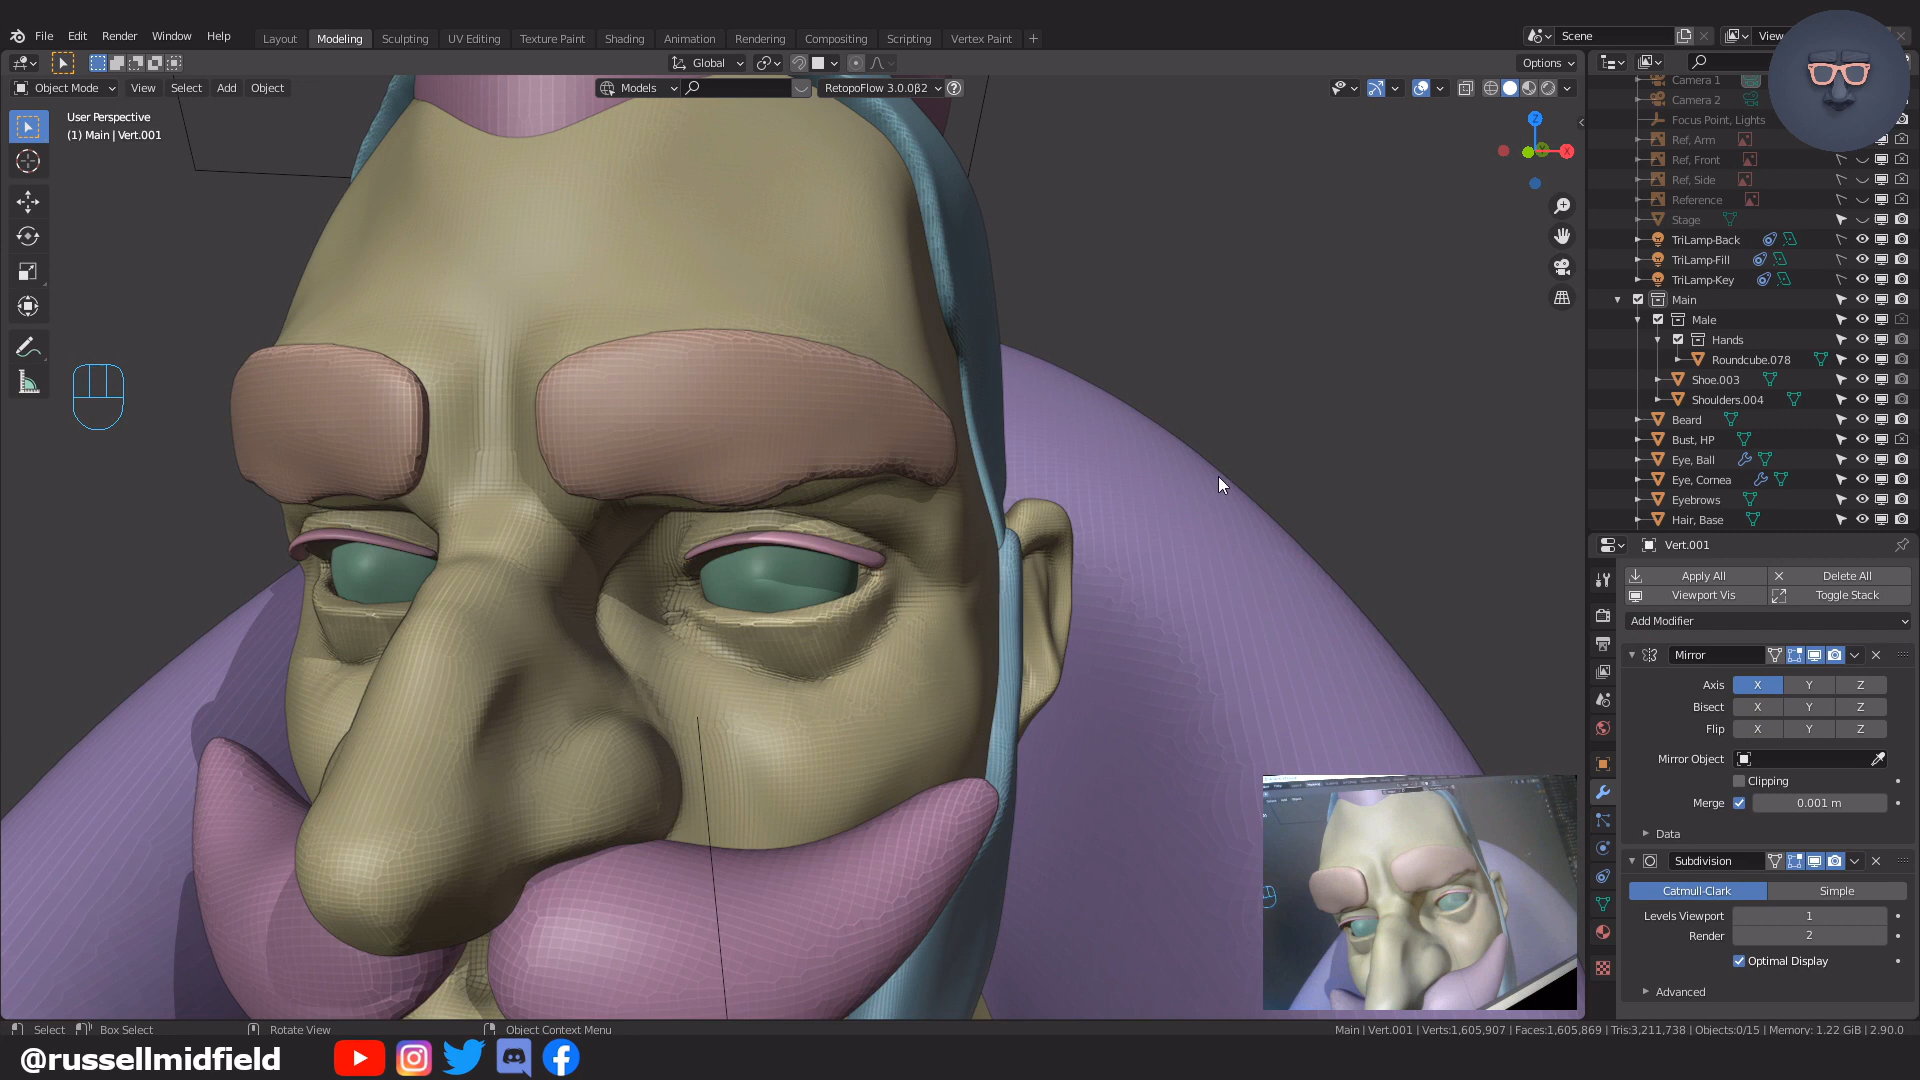 File Edit Render Window Help
Layout Modeling Sculpting UV Editing Texture Paint Shading Animation Rendering Compositing Scripting Vertex Paint +
Scene
View
Global
Options
Object Mode View Select Add Object
Models
RetopoFlow 3.0.0β2
User Perspective
(1) Main | Vert.001
Z
X
Camera 1
Camera 2
Focus Point, Lights
Ref, Arm
Ref, Front
Ref, Side
Reference
Stage
TriLamp-Back
TriLamp-Fill
TriLamp-Key
Main
Male
Hands
Roundcube.078
Shoe.003
Shoulders.004
Beard
Bust, HP
Eye, Ball
Eye, Cornea
Eyebrows
Hair, Base
Vert.001
Apply All Delete All
Viewport Vis Toggle Stack
Add Modifier
Mirror
Axis X Y Z
Bisect X Y Z
Flip X Y Z
Mirror Object
Clipping
Merge 0.001 m
Data
Subdivision
Catmull-Clark Simple
Levels Viewport 1
Render 2
Optimal Display
Advanced
Select Box Select Rotate View Object Context Menu
Main | Vert.001 | Verts:1,605,907 | Faces:1,605,869 | Tris:3,211,738 | Objects:0/15 | Memory: 1.22 GiB | 2.90.0
@russellmidfield